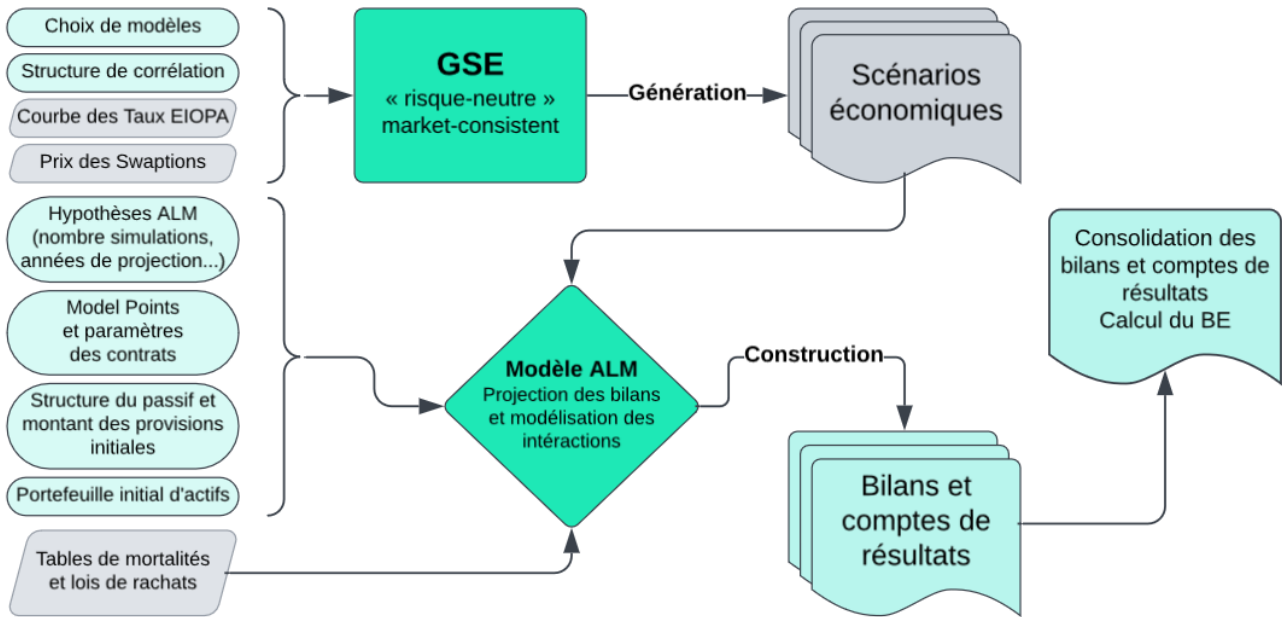 Choix de modèles
Structure de corrélation
Courbe des Taux EIOPA
Prix des Swaptions
GSE
« risque-neutre »
market-consistent
Génération
Scénarios
économiques
Hypothèses ALM
(nombre simulations,
années de projection...)
Model Points
et paramètres
des contrats
Structure du passif et
montant des provisions
initiales
Portefeuille initial d'actifs
Tables de mortalités
et lois de rachats
Modèle ALM
Projection des bilans
et modélisation des
intéractions
Construction
Bilans et
comptes de
résultats
Consolidation des
bilans et comptes de
résultats
Calcul du BE